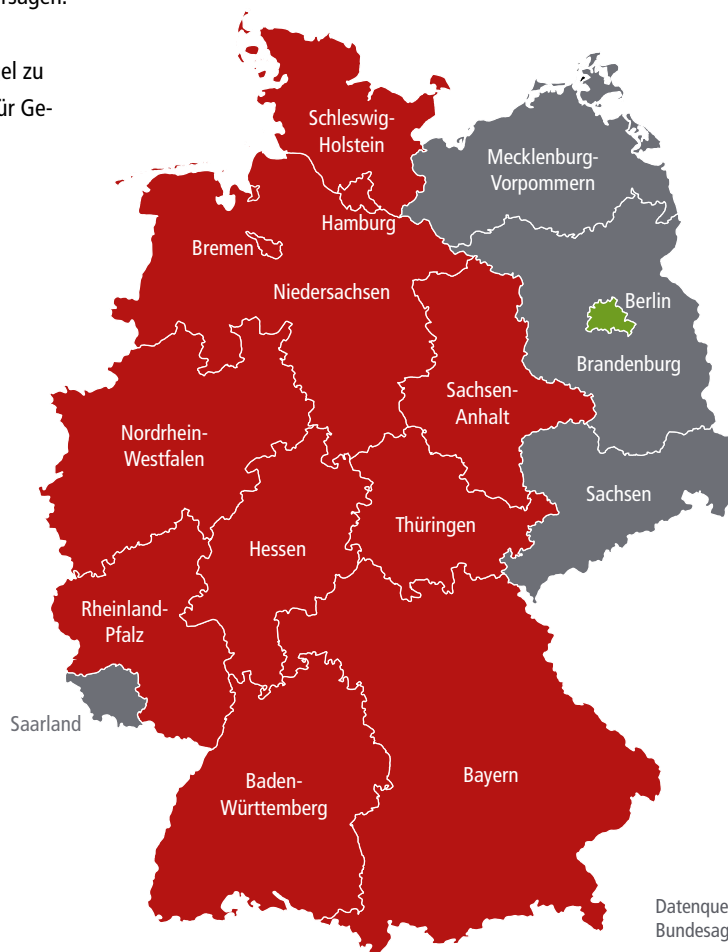 el zu
ür Ge-
Schleswig-
Holstein
Mecklenburg-
Vorpommern
Hamburg
Bremen
Niedersachsen
Berlin
Brandenburg
Sachsen-
Anhalt
Nordrhein-
Westfalen
Sachsen
Thüringen
Hessen
Rheinland-
Pfalz
Saarland
Baden-
Württemberg
Bayern
Datenque
Bundesag